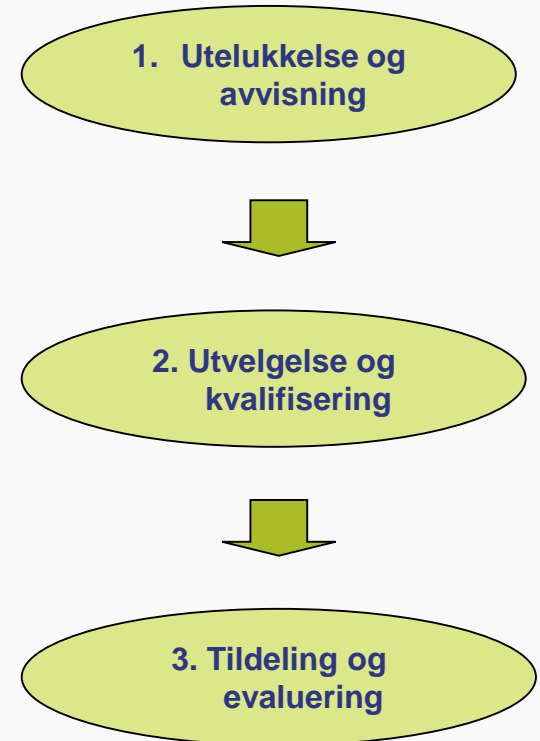 1. Utelukkelse og
avvisning
2. Utvelgelse og
kvalifisering
3. Tildeling og
evaluering